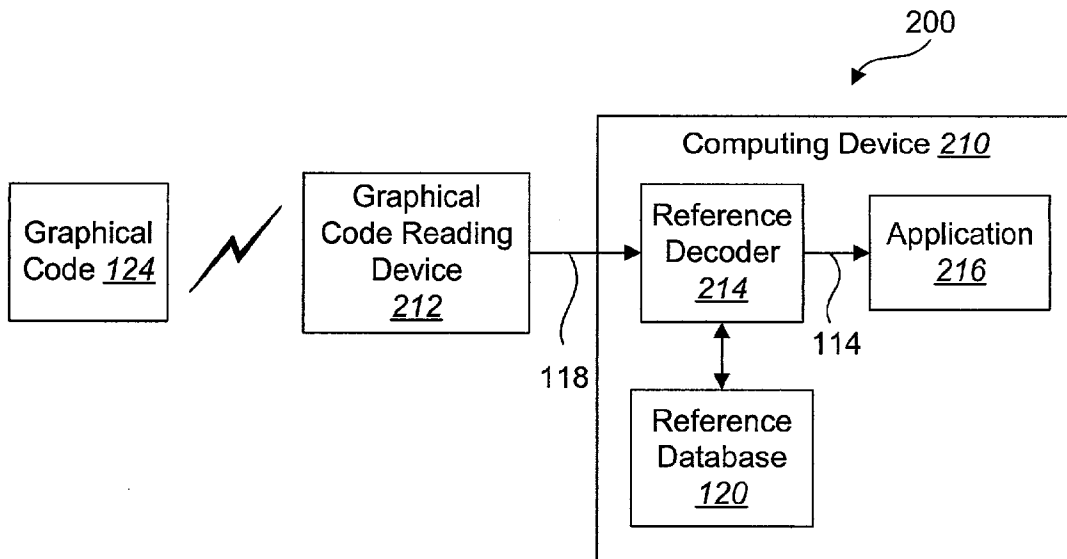 200
Computing Device 210
Graphical
Code 124
Graphical
Code Reading
Device
212
118
Reference
Decoder
214
114
Application
216
Reference
Database
120